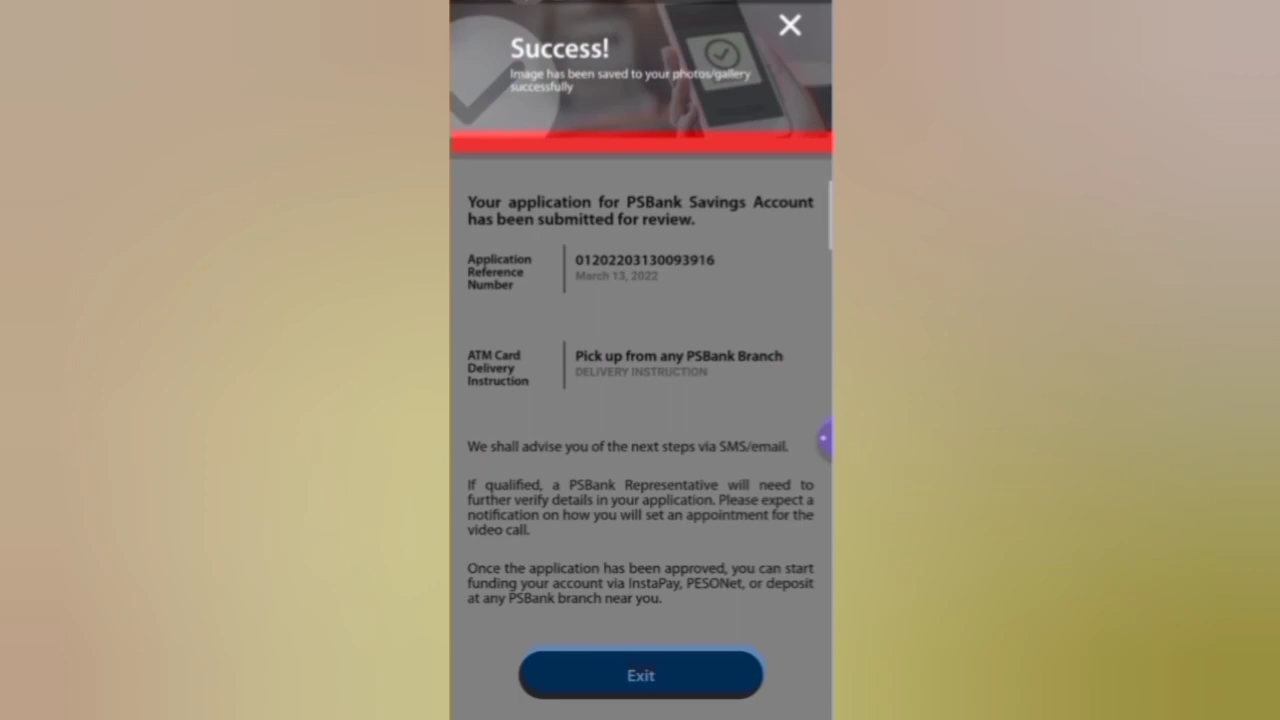 Success!
Image has been saved to your photos/gallery
successfully
Your application for PSBank Savings Account
has been submitted for review.
Application
Reference
Number
01202203130093916
March 13, 2022
ATM Card
Delivery
Instruction
Pick up from any PSBank Branch
DELIVERY INSTRUCTION
We shall advise you of the next steps via SMS/email.
If qualified, a PSBank Representative will need to
further verify details in your application. Please expect a
notification on how you will set an appointment for the
video call.
Once the application has been approved, you can start
funding your account via InstaPay, PESONet, or deposit
at any PSBank branch near you.
Exit